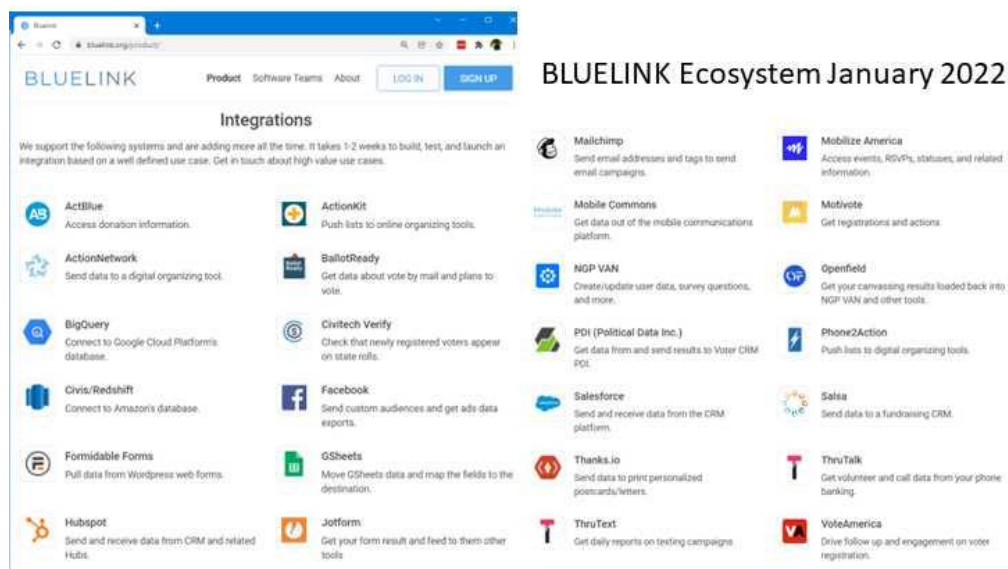 Bluelink
bluelink.org/product/
BLUELINK
Product Software Teams About LOG IN SIGN UP
Integrations
We support the following systems and are adding more all the time. It takes 1-2 weeks to build, test, and launch an
integration based on a well defined use case. Get in touch about high value use cases.
AB
ActBlue
Access donation information.
ActionKit
Push lists to online organizing tools.
ActionNetwork
Send data to a digital organizing tool.
Ballot
Ready
BallotReady
Get data about vote by mail and plans to
vote.
BigQuery
Connect to Google Cloud Platform's
database.
Civitech Verify
Check that newly registered voters appear
on state rolls.
Civis/Redshift
Connect to Amazon's database.
Facebook
Send custom audiences and get ads data
exports.
Formidable Forms
Pull data from Wordpress web forms.
GSheets
Move GSheets data and map the fields to the
destination.
Hubspot
Send and receive data from CRM and related
Hubs.
Jotform
Get your form result and feed to them other
tools
BLUELINK Ecosystem January 2022
Mailchimp
Send email addresses and tags to send
email campaigns.
Mobilize America
Access events, RSVPs, statuses, and related
information.
Mobile Commons
Get data out of the mobile communications
platform.
Motivote
Get registrations and actions
NGP VAN
Create/update user data, survey questions,
and more.
OF
Openfield
Get your canvassing results loaded back into
NGP VAN and other tools.
PDI (Political Data Inc.)
Get data from and send results to Voter CRM
PDI.
Phone2Action
Push lists to digital organizing tools.
Salesforce
Send and receive data from the CRM
platform.
Salsa
Send data to a fundraising CRM.
Thanks.io
Send data to print personalized
postcards/letters.
ThruTalk
Get volunteer and call data from your phone
banking.
ThruText
Get daily reports on texting campaigns
VA
VoteAmerica
Drive follow up and engagement on voter
registration.